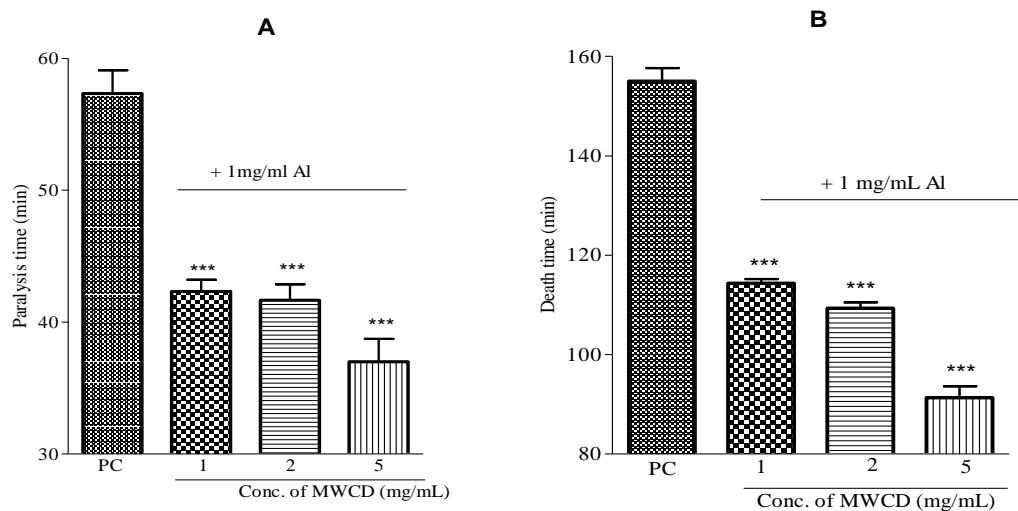 A
Paralysis time (min)
60
50
40
30
+ 1mg/ml Al
***
***
***
PC
1
2
5
Conc. of MWCD (mg/mL)
B
Death time (min)
160
140
120
100
80
+ 1 mg/mL Al
***
***
***
PC
1
2
5
Conc. of MWCD (mg/mL)